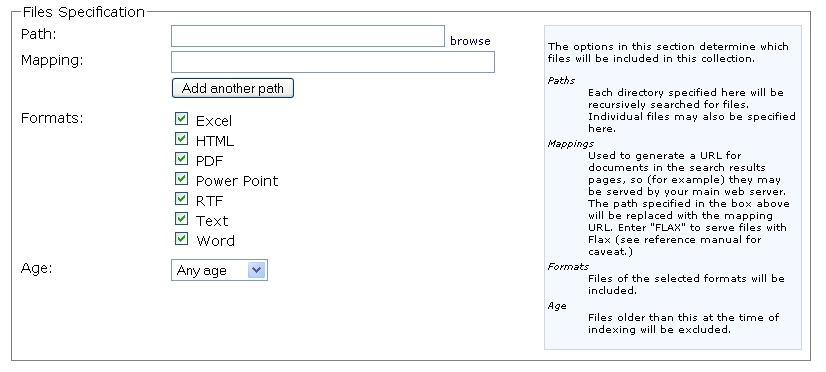 Files Specification
Path:
browse
Mapping:
Add another path
Formats:
Excel
HTML
PDF
Power Point
RTF
Text
Word
Age:
Any age
The options in this section determine which
files will be included in this collection.
Paths
Each directory specified here will be
recursively searched for files.
Individual files may also be specified
here.
Mappings
Used to generate a URL for
documents in the search results
pages, so (for example) they may
be served by your main web server.
The path specified in the box above
will be replaced with the mapping
URL. Enter "FLAX" to serve files with
Flax (see reference manual for
caveat.)
Formats
Files of the selected formats will be
included.
Age
Files older than this at the time of
indexing will be excluded.